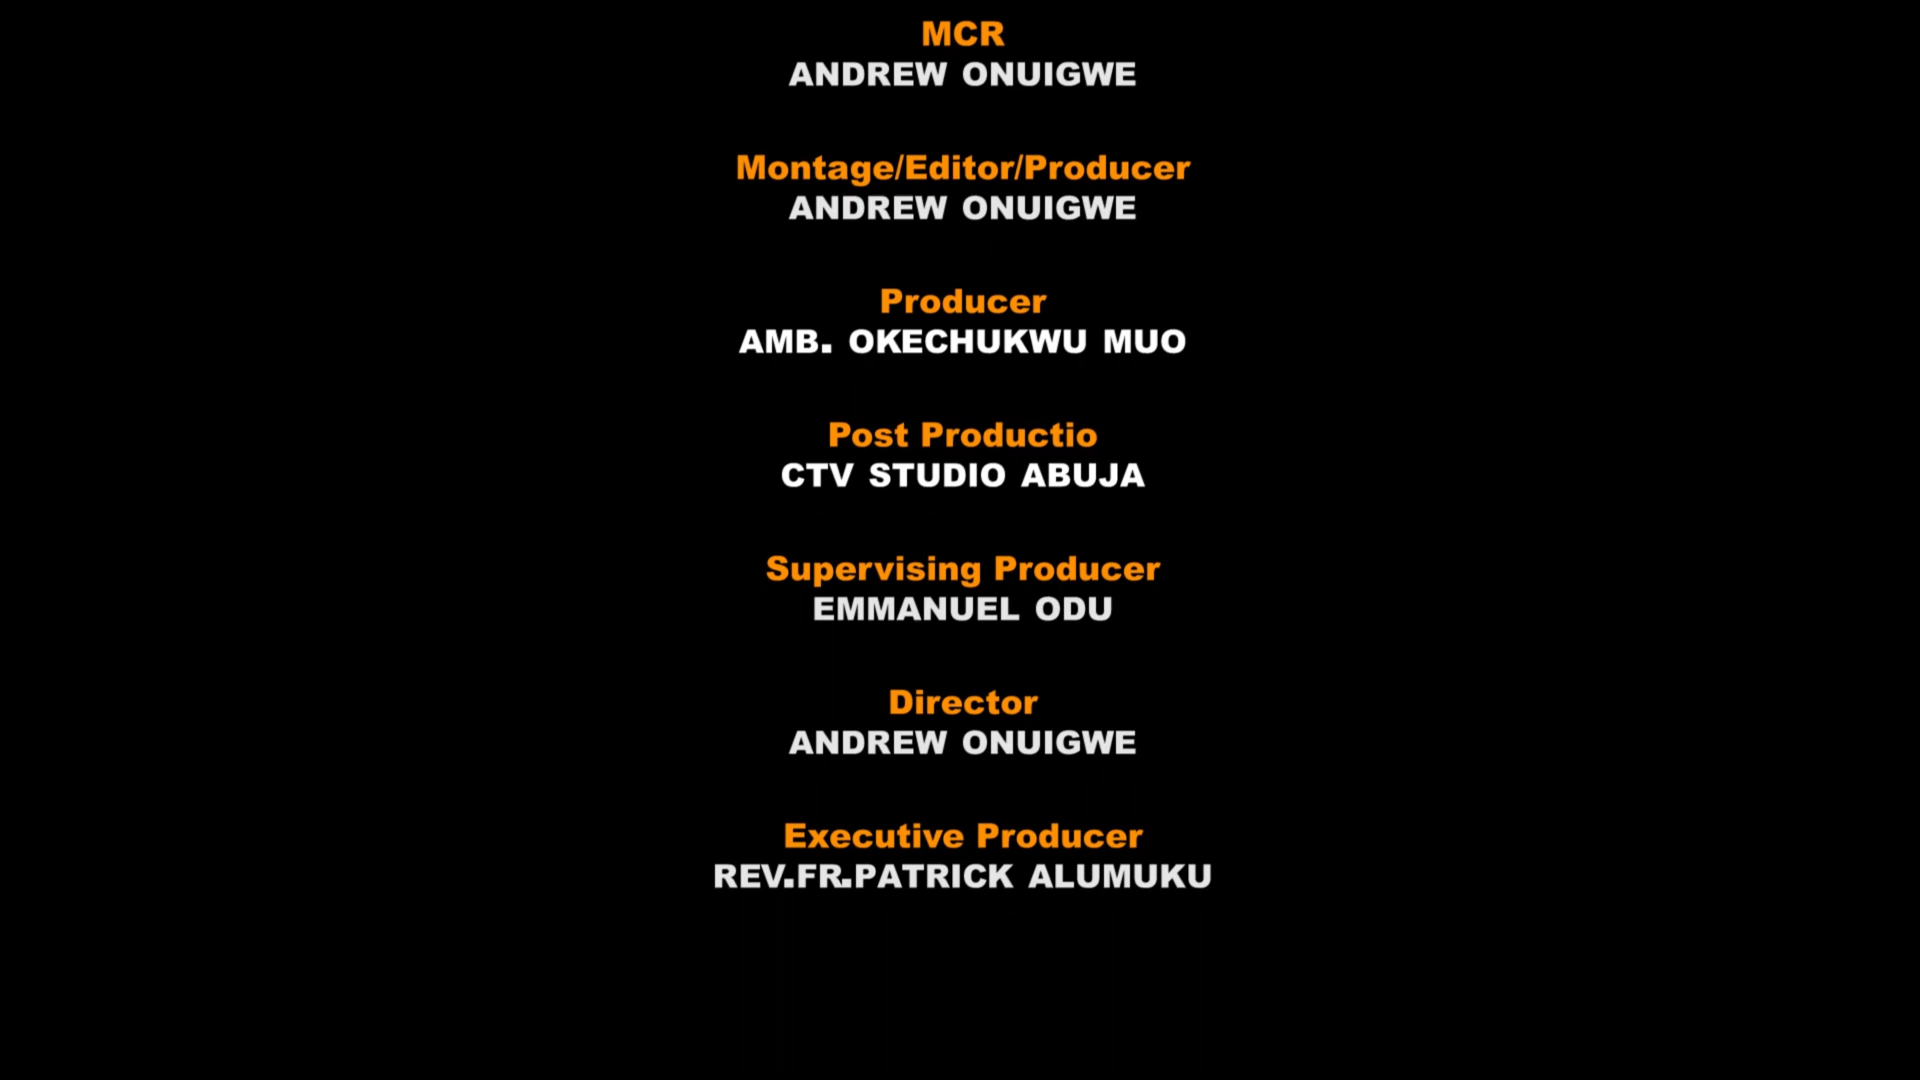 MCR
ANDREW ONUIGWE
Montage/Editor/Producer
ANDREW ONUIGWE
Producer
AMB. OKECHUKWU MUO
Post Productio
CTV STUDIO ABUJA
Supervising Producer
EMMANUEL ODU
Director
ANDREW ONUIGWE
Executive Producer
REV.FR.PATRICK ALUMUKU